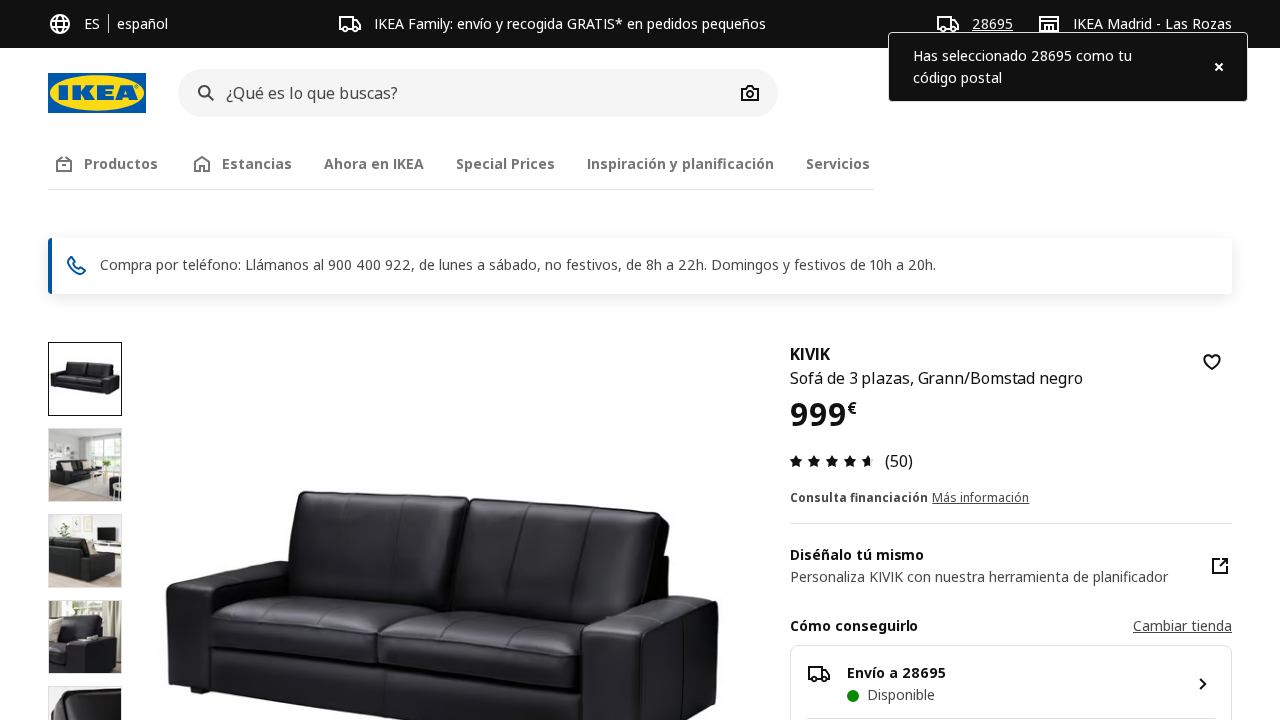 ES español
IKEA Family: envío y recogida GRATIS* en pedidos pequeños
28695
IKEA Madrid - Las Rozas
Has seleccionado 28695 como tu
código postal
IKEA
¿Qué es lo que buscas?
Productos
Estancias
Ahora en IKEA
Special Prices
Inspiración y planificación
Servicios
Compra por teléfono: Llámanos al 900 400 922, de lunes a sábado, no festivos, de 8h a 22h. Domingos y festivos de 10h a 20h.
KIVIK
Sofá de 3 plazas, Grann/Bomstad negro
999€
(50)
Consulta financiación Más información
Diséñalo tú mismo
Personaliza KIVIK con nuestra herramienta de planificador
Cómo conseguirlo
Cambiar tienda
Envío a 28695
Disponible